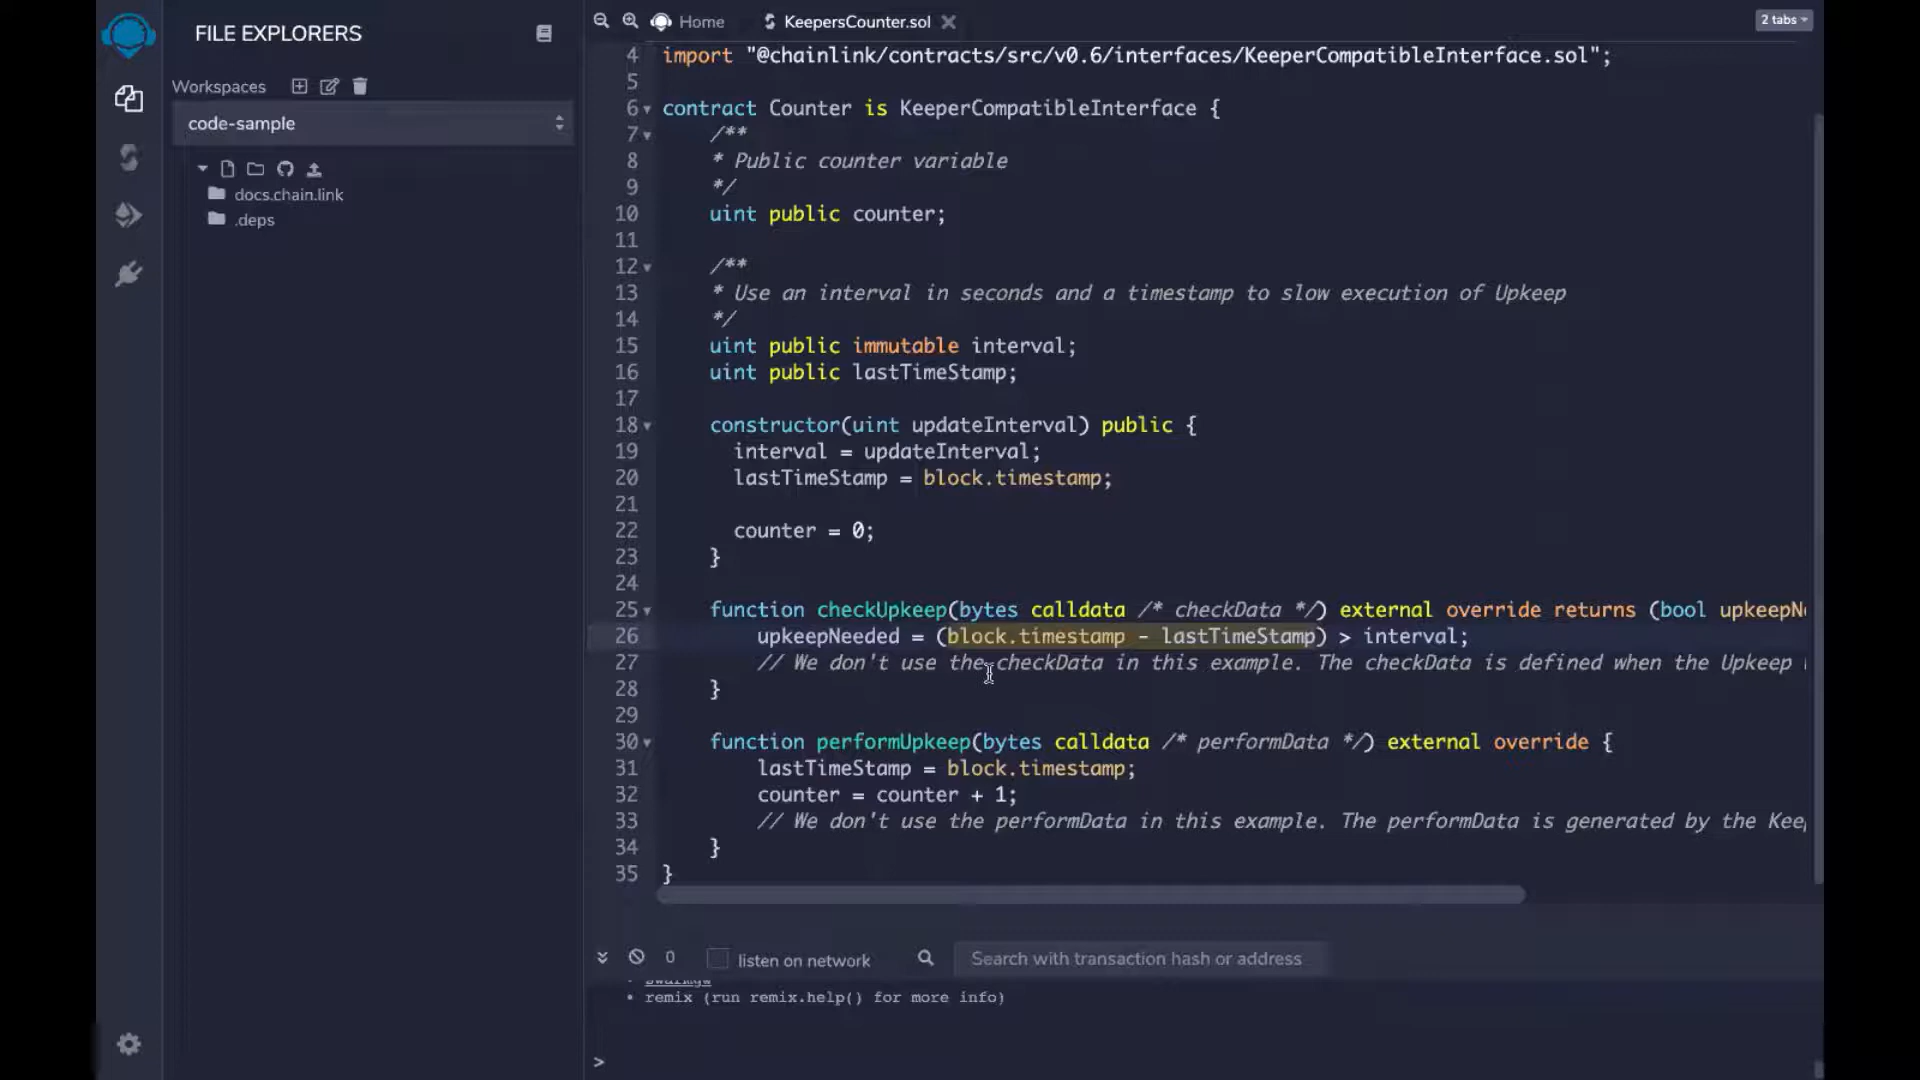 FILE EXPLORERS
Workspaces
code-sample
docs.chain.link
.deps
Home
KeepersCounter.sol
2 tabs
4 import "@chainlink/contracts/src/v0.6/interfaces/KeeperCompatibleInterface.sol";
5
6 contract Counter is KeeperCompatibleInterface {
7 /**
8 * Public counter variable
9 */
10 uint public counter;
11
12 /**
13 * Use an interval in seconds and a timestamp to slow execution of Upkeep
14 */
15 uint public immutable interval;
16 uint public lastTimeStamp;
17
18 constructor(uint updateInterval) public {
19 interval = updateInterval;
20 lastTimeStamp = block.timestamp;
21
22 counter = 0;
23 }
24
25 function checkUpkeep(bytes calldata /* checkData */) external override returns (bool upkeepN
26 upkeepNeeded = (block.timestamp - lastTimeStamp) > interval;
27 // We don't use the checkData in this example. The checkData is defined when the Upkeep
28 }
29
30 function performUpkeep(bytes calldata /* performData */) external override {
31 lastTimeStamp = block.timestamp;
32 counter = counter + 1;
33 // We don't use the performData in this example. The performData is generated by the Kee
34 }
35 }
0
listen on network
Search with transaction hash or address
• remix (run remix.help() for more info)
>